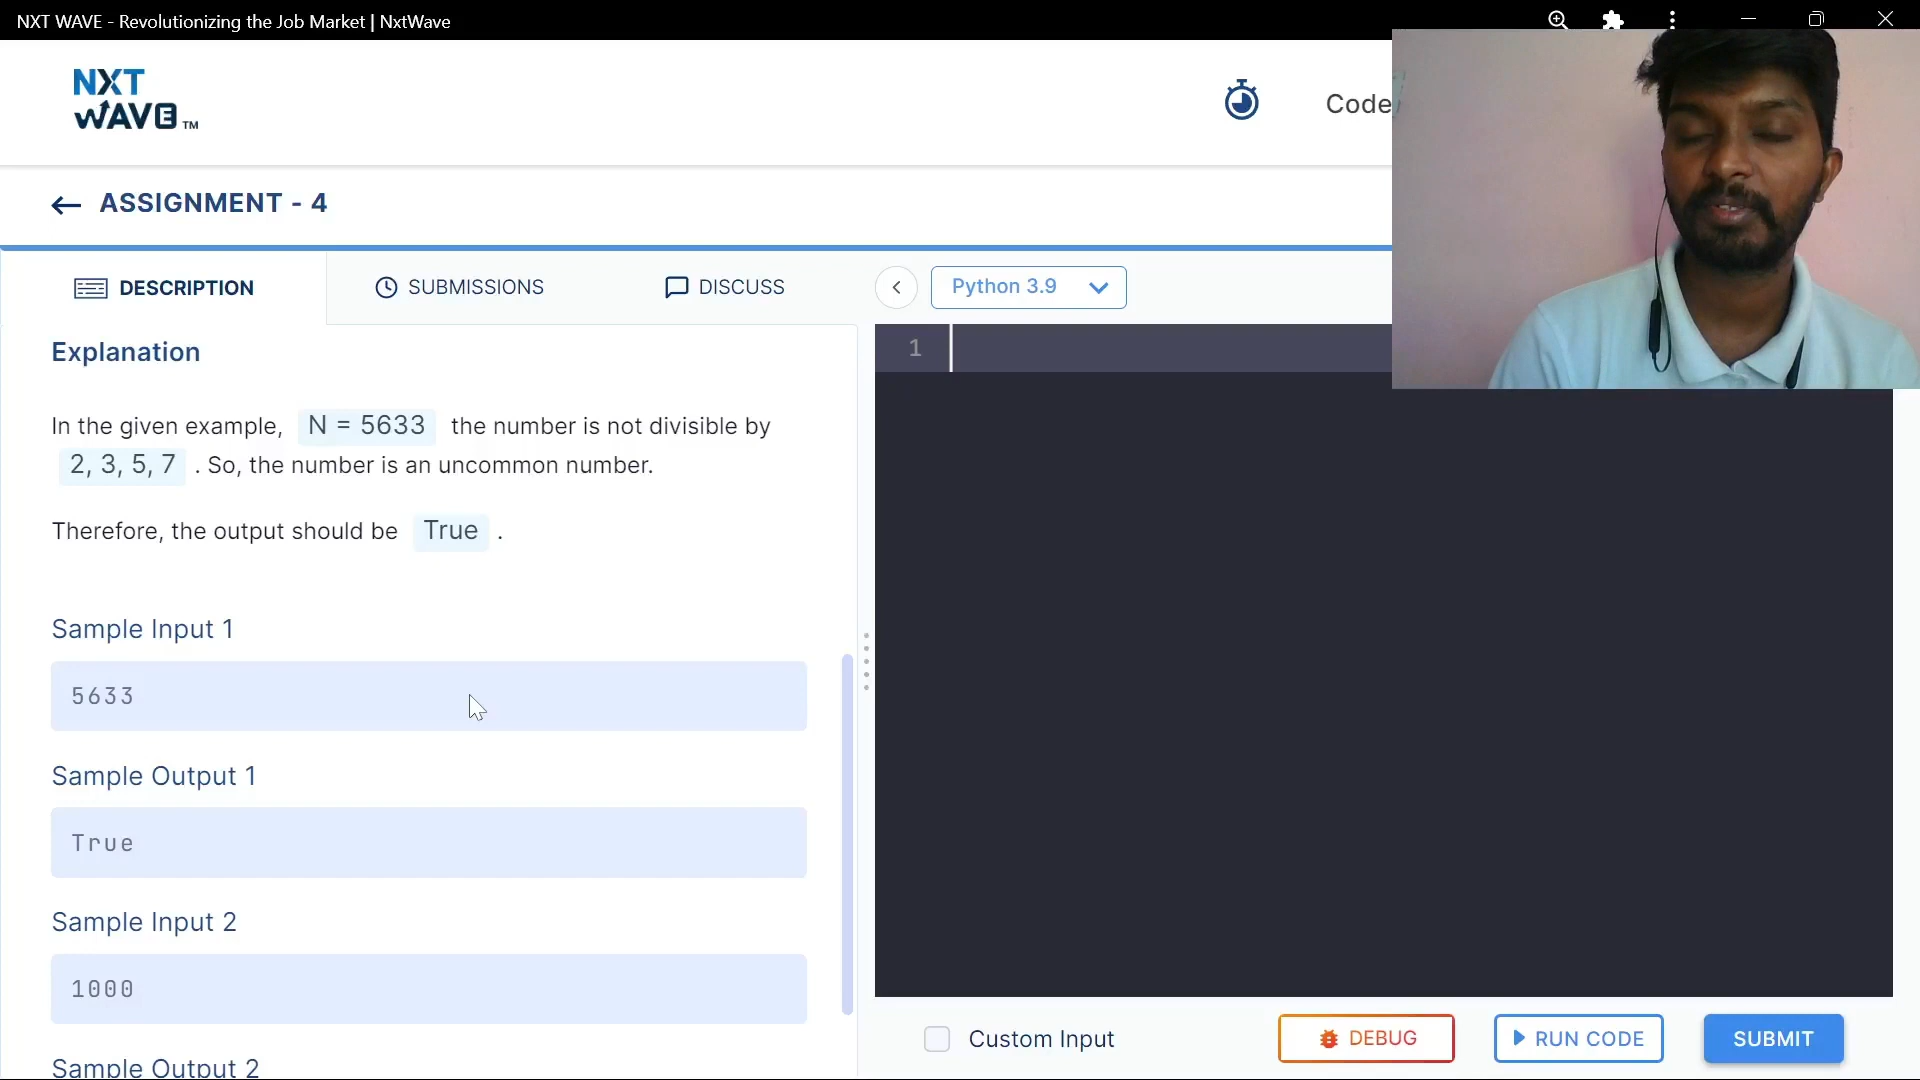 NXT WAVE - Revolutionizing the Job Market | NxtWave
NXT
WAVE TM
Code
ASSIGNMENT - 4
DESCRIPTION
SUBMISSIONS
DISCUSS
Python 3.9
Explanation
In the given example, N = 5633 the number is not divisible by
2, 3, 5, 7 . So, the number is an uncommon number.
Therefore, the output should be True .
Sample Input 1
5633
Sample Output 1
True
Sample Input 2
1000
Sample Output 2
1
Custom Input
DEBUG
RUN CODE
SUBMIT